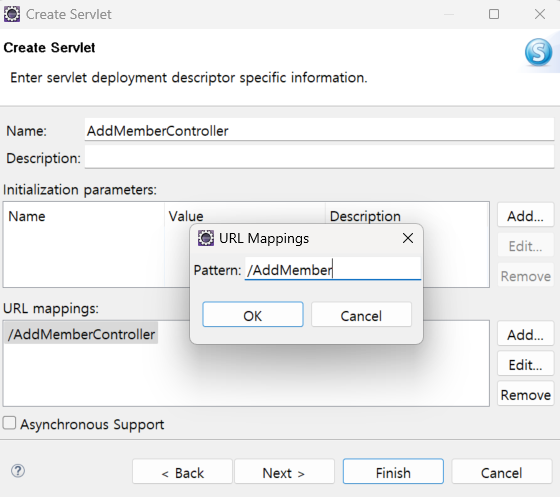 Create Servlet
Create Servlet
Enter servlet deployment descriptor specific information.
S
Name: AddMemberController
Description:
Initialization parameters:
Name Value Description
Add...
Edit...
Remove
URL Mappings
Pattern: /AddMember
OK Cancel
URL mappings:
/AddMemberController
Add...
Edit...
Remove
Asynchronous Support
? < Back Next > Finish Cancel